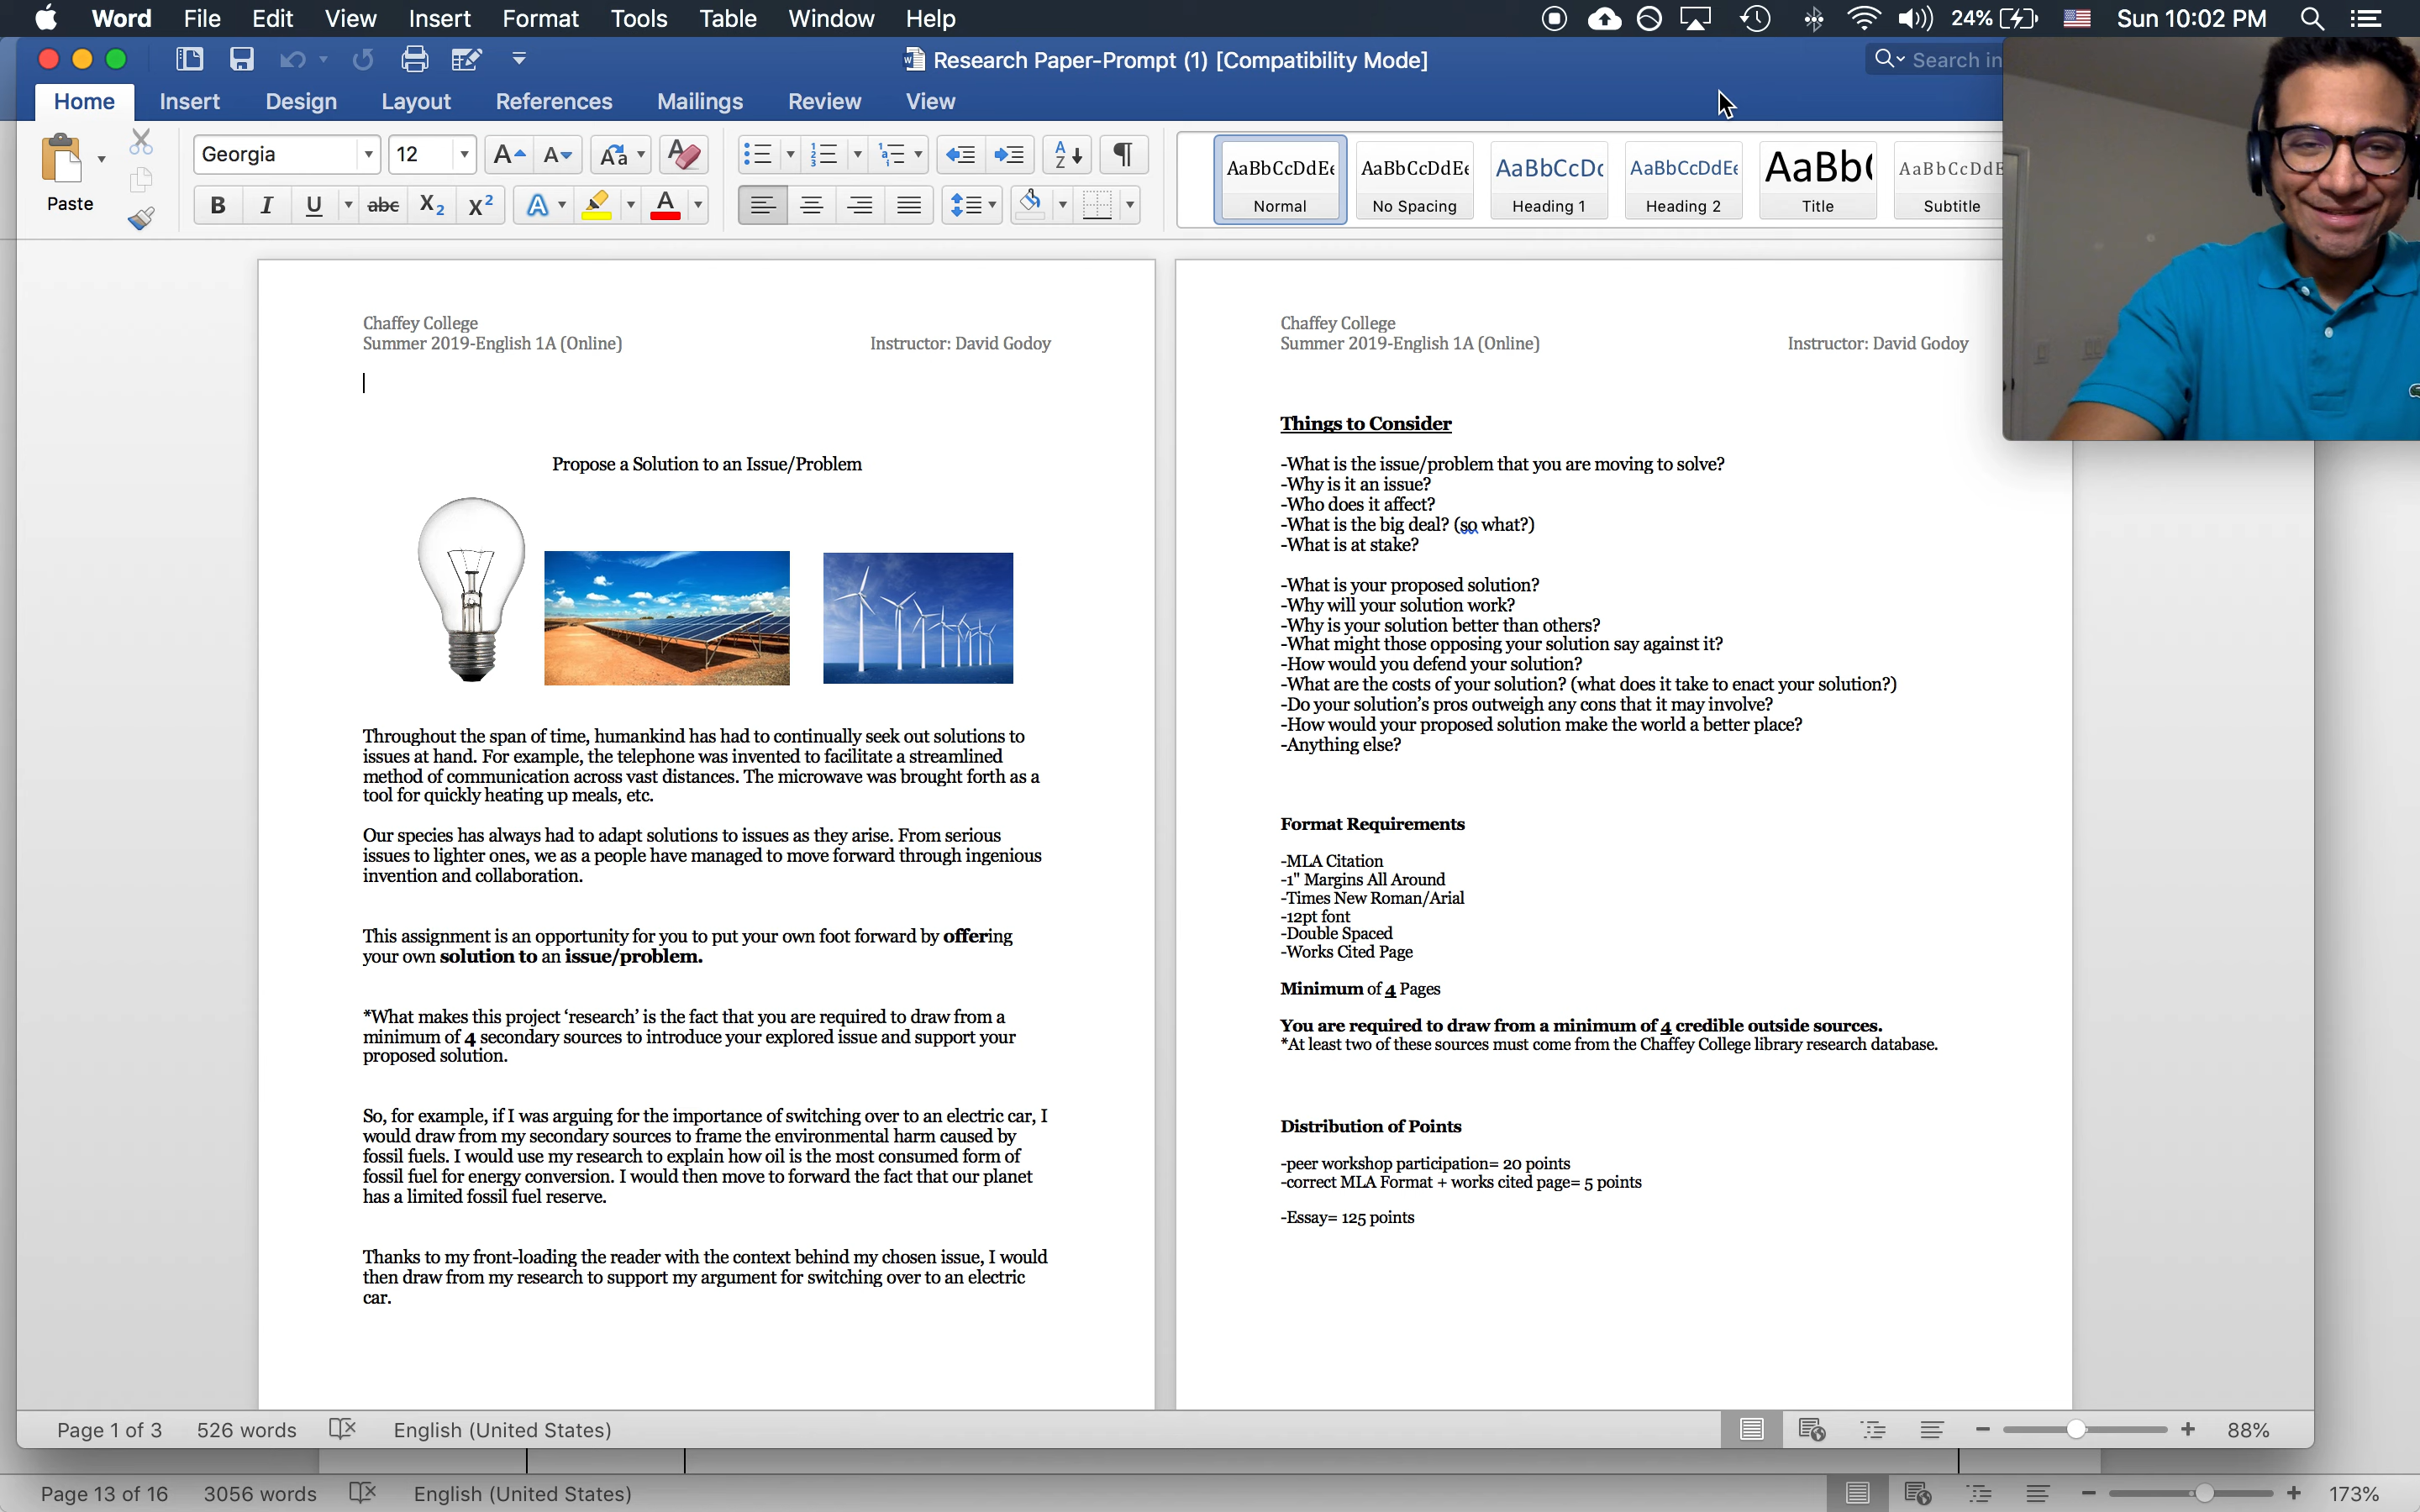 Word File Edit View Insert Format Tools Table Window Help 24% Sun 10:02 PM
Research Paper-Prompt (1) [Compatibility Mode] Search in
Home Insert Design Layout References Mailings Review View
Paste
Georgia 12 A A Aa A
B I U abc X2 X2 A A
A Z ¶
AaBbCcDdEe AaBbCcDdEe AaBbCcDc AaBbCcDdEe AaBb( AaBbCcDdE
Normal No Spacing Heading 1 Heading 2 Title Subtitle
Chaffey College
Summer 2019-English 1A (Online) Instructor: David Godoy
Propose a Solution to an Issue/Problem
Throughout the span of time, humankind has had to continually seek out solutions to
issues at hand. For example, the telephone was invented to facilitate a streamlined
method of communication across vast distances. The microwave was brought forth as a
tool for quickly heating up meals, etc.
Our species has always had to adapt solutions to issues as they arise. From serious
issues to lighter ones, we as a people have managed to move forward through ingenious
invention and collaboration.
This assignment is an opportunity for you to put your own foot forward by offering
your own solution to an issue/problem.
*What makes this project ‘research’ is the fact that you are required to draw from a
minimum of 4 secondary sources to introduce your explored issue and support your
proposed solution.
So, for example, if I was arguing for the importance of switching over to an electric car, I
would draw from my secondary sources to frame the environmental harm caused by
fossil fuels. I would use my research to explain how oil is the most consumed form of
fossil fuel for energy conversion. I would then move to forward the fact that our planet
has a limited fossil fuel reserve.
Thanks to my front-loading the reader with the context behind my chosen issue, I would
then draw from my research to support my argument for switching over to an electric
car.
Chaffey College
Summer 2019-English 1A (Online) Instructor: David Godoy
Things to Consider
-What is the issue/problem that you are moving to solve?
-Why is it an issue?
-Who does it affect?
-What is the big deal? (so what?)
-What is at stake?
-What is your proposed solution?
-Why will your solution work?
-Why is your solution better than others?
-What might those opposing your solution say against it?
-How would you defend your solution?
-What are the costs of your solution? (what does it take to enact your solution?)
-Do your solution’s pros outweigh any cons that it may involve?
-How would your proposed solution make the world a better place?
-Anything else?
Format Requirements
-MLA Citation
-1" Margins All Around
-Times New Roman/Arial
-12pt font
-Double Spaced
-Works Cited Page
Minimum of 4 Pages
You are required to draw from a minimum of 4 credible outside sources.
*At least two of these sources must come from the Chaffey College library research database.
Distribution of Points
-peer workshop participation= 20 points
-correct MLA Format + works cited page= 5 points
-Essay= 125 points
Page 1 of 3 526 words English (United States) 88%
Page 13 of 16 3056 words English (United States) 173%